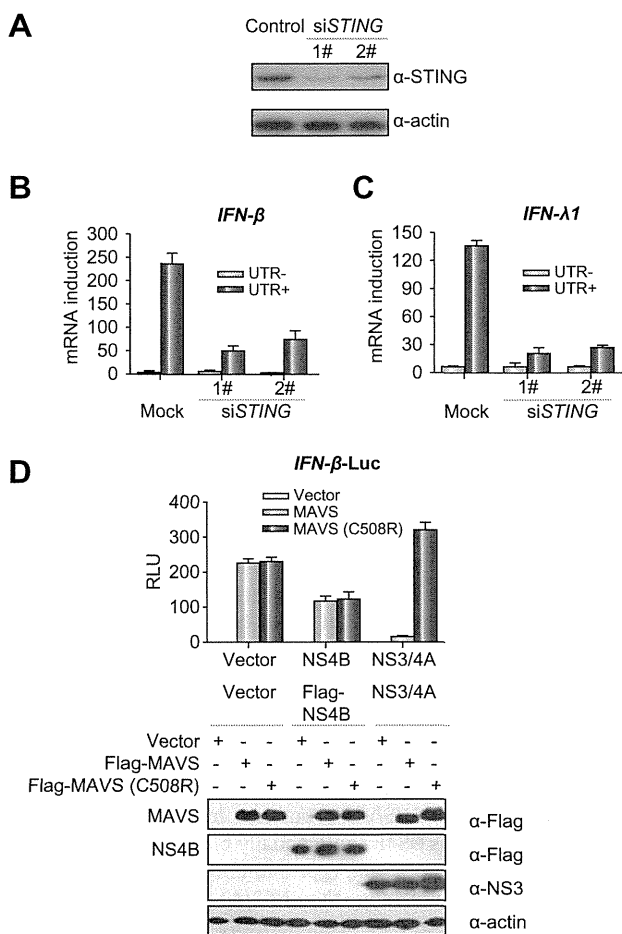 A
Control siSTING
1# 2#
α-STING
α-actin
B
IFN-β
mRNA induction
300
250
200
150
100
50
0
UTR-
UTR+
1# 2#
Mock siSTING
C
IFN-λ1
mRNA induction
150
120
90
60
30
0
UTR-
UTR+
1# 2#
Mock siSTING
D
IFN-β-Luc
Vector
MAVS
MAVS (C508R)
RLU
400
300
200
100
0
Vector NS4B NS3/4A
Vector Flag-NS4B NS3/4A
Vector + - - + - - + - -
Flag-MAVS - + - - + - - + -
Flag-MAVS (C508R) - - + - - + - - +
MAVS α-Flag
NS4B α-Flag
α-NS3
α-actin